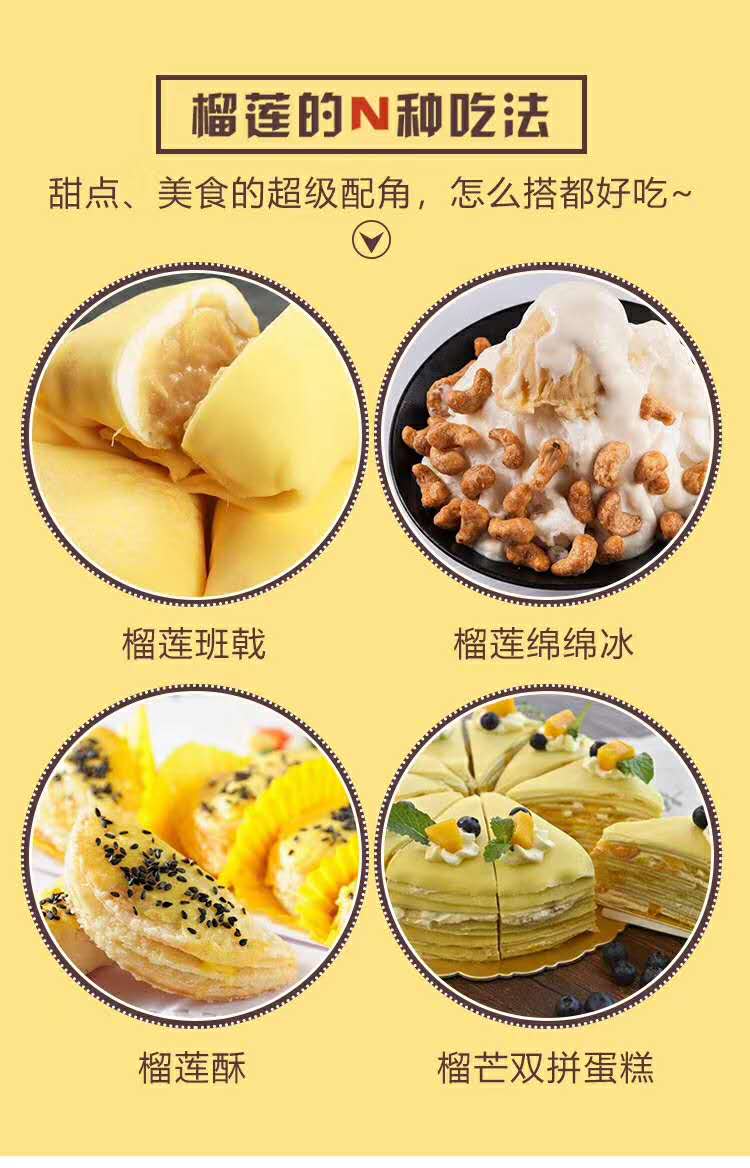 榴莲的N种吃法
甜点、美食的超级配角，怎么搭都好吃~
榴莲班戟
榴莲绵绵冰
榴莲酥
榴芒双拼蛋糕